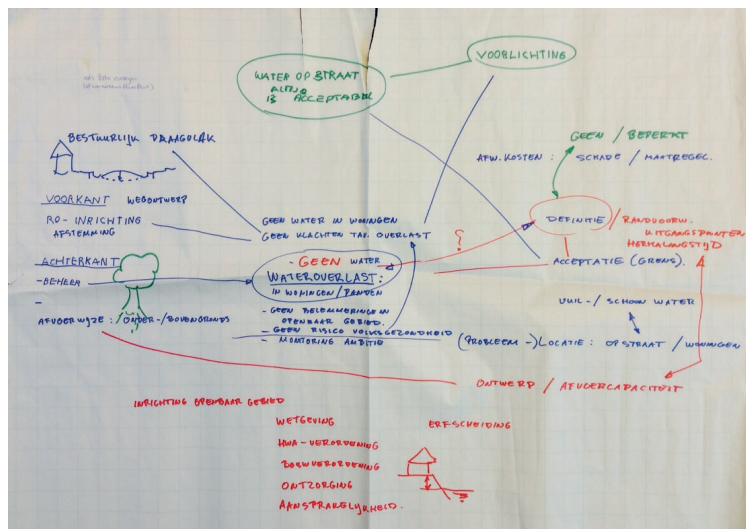 WATER OP STRAAT
ALTIJD
IS ACCEPTABEL
VOORLICHTING
BESTUURLIJK DRAAGVLAK
GEEN / BEPERKT
AFW. KOSTEN : SCHADE / MAATREGEL.
VOORKANT WEBONTWERP
RO-INRICHTING
AFSTEMMING
GEEN WATER IN WONINGEN
GEEN KLACHTEN TAV. OVERLAST
DEFINITIE / RANDVOORW.
UITGANGSPUNTEN
HERHALINGSTIJD
?
ACHTERKANT
- BEHEER
-
AFVOERWIJZE : ONDER-/BOVENGRONDS
- GEEN WATER
WATEROVERLAST :
IN WONINGEN/PANDEN
- GEEN BELEMMERINGEN IN
OPENBAAR GEBIED.
- GEEN RISICO VOLKSGEZONDHEID
- MONITORING AMBITIE
ACCEPTATIE (GRENS).
VUIL-/ SCHOON WATER
(PROBLEEM-)LOCATIE : OP STRAAT / WONINGEN
ONTWERP / AFVOERCAPACITEIT
INRICHTING OPENBAAR GEBIED
WETGEVING
HWA-VERORDENING
BOUWVERORDENING
ONTZORGING
AANSPRAKELIJKHEID.
ERFSCHEIDING